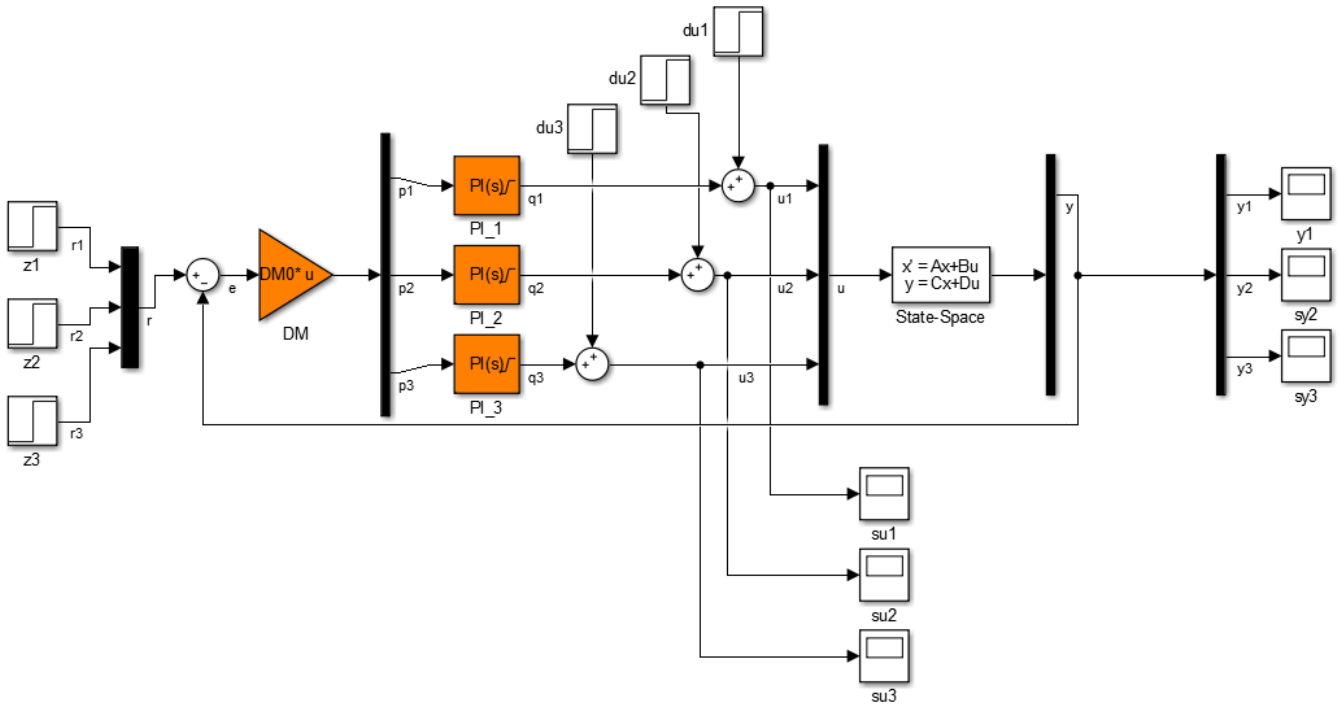 du1
du2
du3
p1
PI(s)
q1
PI_1
u1
r1
z1
e
DM0* u
DM
p2
PI(s)
q2
PI_2
u2
u
x' = Ax+Bu
y = Cx+Du
State-Space
y
y1
y1
y2
sy2
y3
sy3
r2
r
z2
p3
PI(s)
q3
PI_3
u3
r3
z3
su1
su2
su3